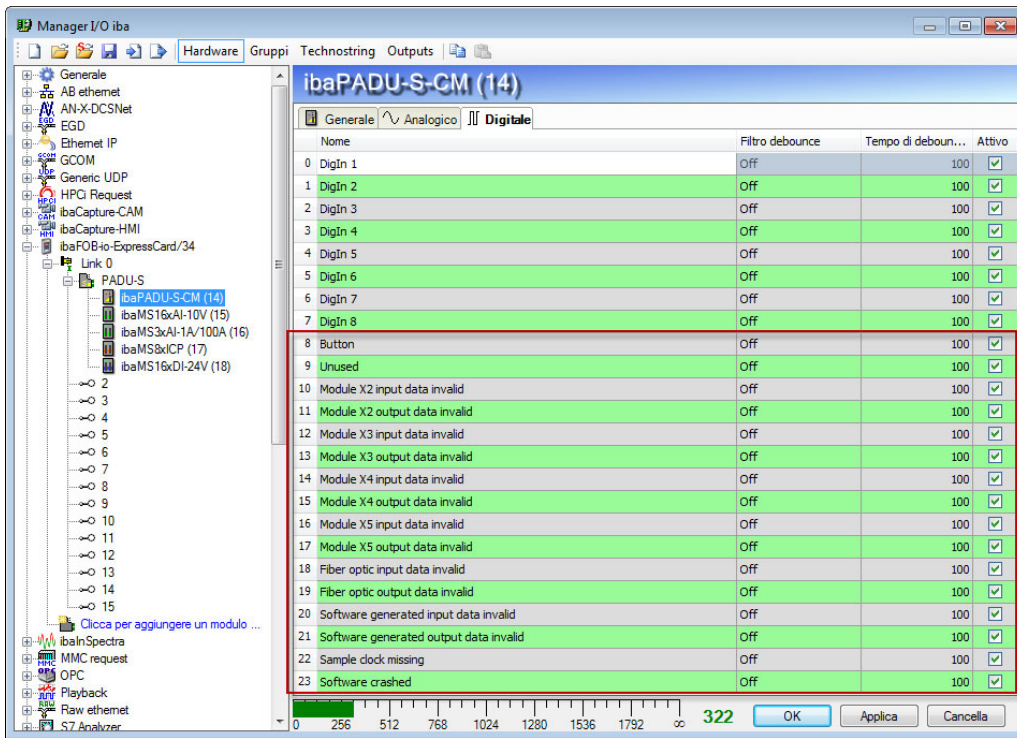 Manager I/O iba
Hardware Gruppi Technostring Outputs
Generale
AB ethernet
AN-X-DCSNet
EGD
Ethernet IP
GCOM
Generic UDP
HPCi Request
ibaCapture-CAM
ibaCapture-HMI
ibaFOB-io-ExpressCard/34
Link 0
PADU-S
ibaPADU-S-CM (14)
ibaMS16xAI-10V (15)
ibaMS3xAI-1A/100A (16)
ibaMS8xICP (17)
ibaMS16xDI-24V (18)
2
3
4
5
6
7
8
9
10
11
12
13
14
15
Clicca per aggiungere un modulo ...
ibaInSpectra
MMC request
OPC
Playback
Raw ethernet
S7 Analyzer
ibaPADU-S-CM (14)
Generale Analogico Digitale
Nome Filtro debounce Tempo di deboun... Attivo
0 DigIn 1 Off 100
1 DigIn 2 Off 100
2 DigIn 3 Off 100
3 DigIn 4 Off 100
4 DigIn 5 Off 100
5 DigIn 6 Off 100
6 DigIn 7 Off 100
7 DigIn 8 Off 100
8 Button Off 100
9 Unused Off 100
10 Module X2 input data invalid Off 100
11 Module X2 output data invalid Off 100
12 Module X3 input data invalid Off 100
13 Module X3 output data invalid Off 100
14 Module X4 input data invalid Off 100
15 Module X4 output data invalid Off 100
16 Module X5 input data invalid Off 100
17 Module X5 output data invalid Off 100
18 Fiber optic input data invalid Off 100
19 Fiber optic output data invalid Off 100
20 Software generated input data invalid Off 100
21 Software generated output data invalid Off 100
22 Sample clock missing Off 100
23 Software crashed Off 100
0 256 512 768 1024 1280 1536 1792 ∞ 322 OK Applica Cancella